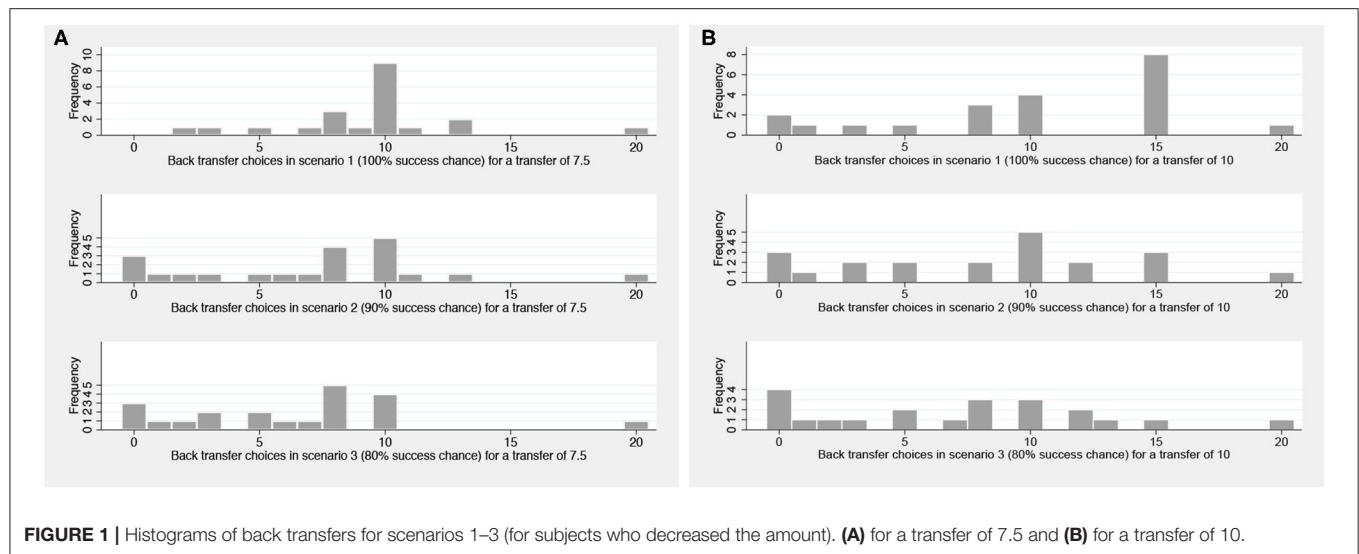 A
Frequency
0 2 4 6 8 10
0 5 10 15 20
Back transfer choices in scenario 1 (100% success chance) for a transfer of 7.5
Frequency
0 1 2 3 4 5
0 5 10 15 20
Back transfer choices in scenario 2 (90% success chance) for a transfer of 7.5
Frequency
0 1 2 3 4 5
0 5 10 15 20
Back transfer choices in scenario 3 (80% success chance) for a transfer of 7.5
B
Frequency
0 2 4 6 8
0 5 10 15 20
Back transfer choices in scenario 1 (100% success chance) for a transfer of 10
Frequency
0 1 2 3 4 5
0 5 10 15 20
Back transfer choices in scenario 2 (90% success chance) for a transfer of 10
Frequency
0 1 2 3 4
0 5 10 15 20
Back transfer choices in scenario 3 (80% success chance) for a transfer of 10
FIGURE 1 | Histograms of back transfers for scenarios 1–3 (for subjects who decreased the amount). (A) for a transfer of 7.5 and (B) for a transfer of 10.